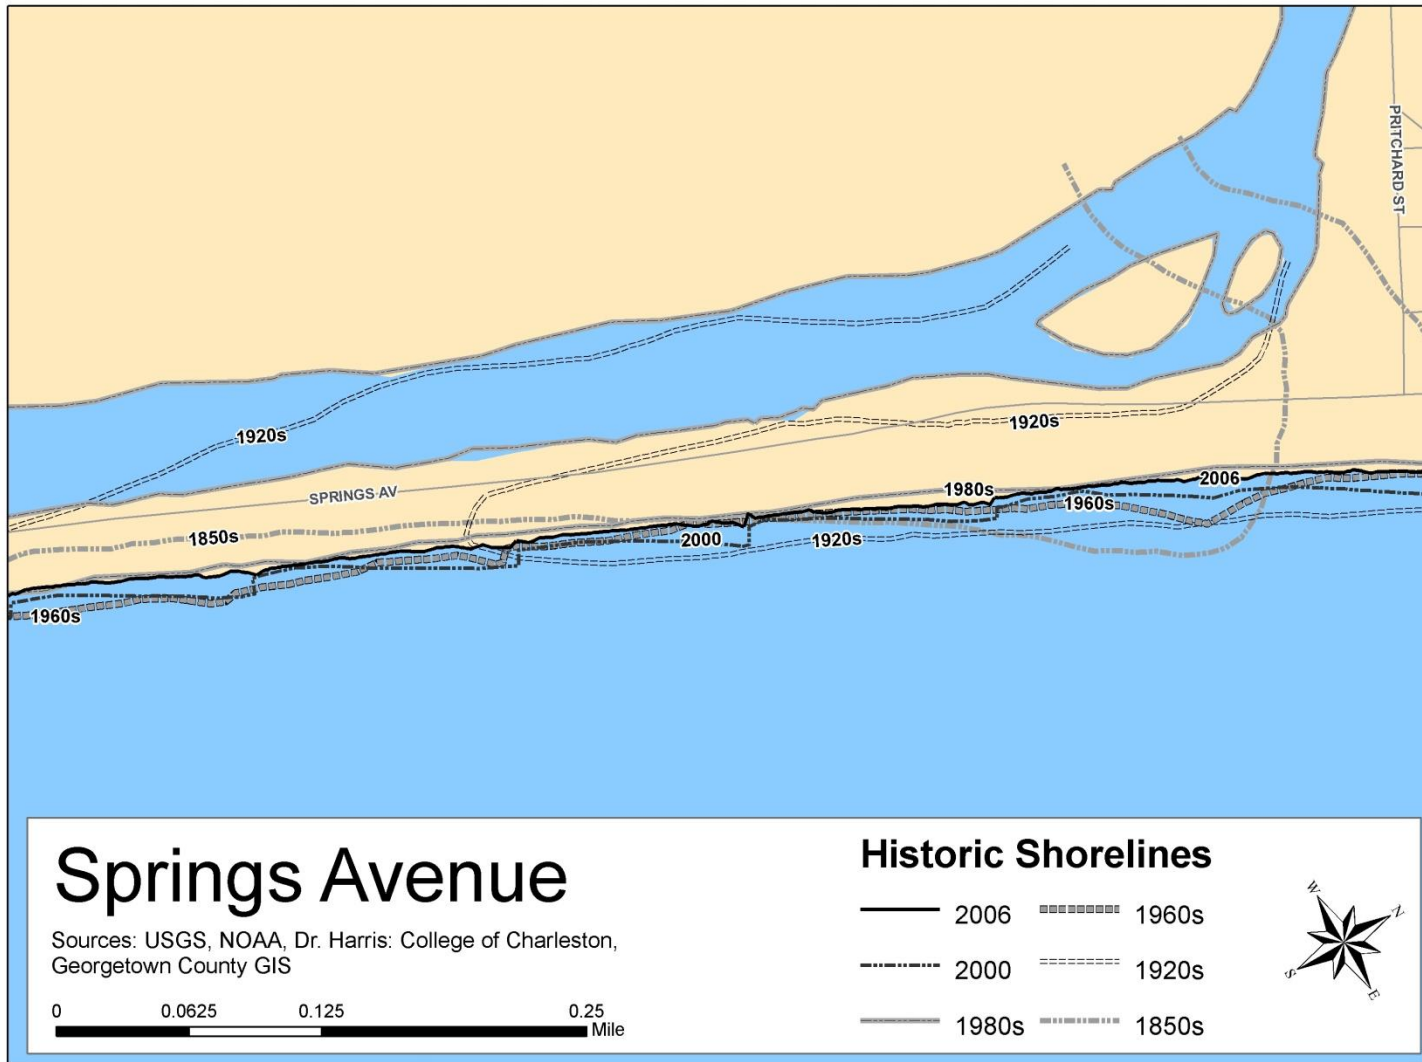 PRITCHARD ST
1920s
1920s
SPRINGS AV
2006
1980s
1960s
1850s
2000
1920s
1960s
Springs Avenue
Sources: USGS, NOAA, Dr. Harris: College of Charleston,
Georgetown County GIS
0 0.0625 0.125 0.25
Mile
Historic Shorelines
2006 1960s
2000 1920s
1980s 1850s
W
N
S
E